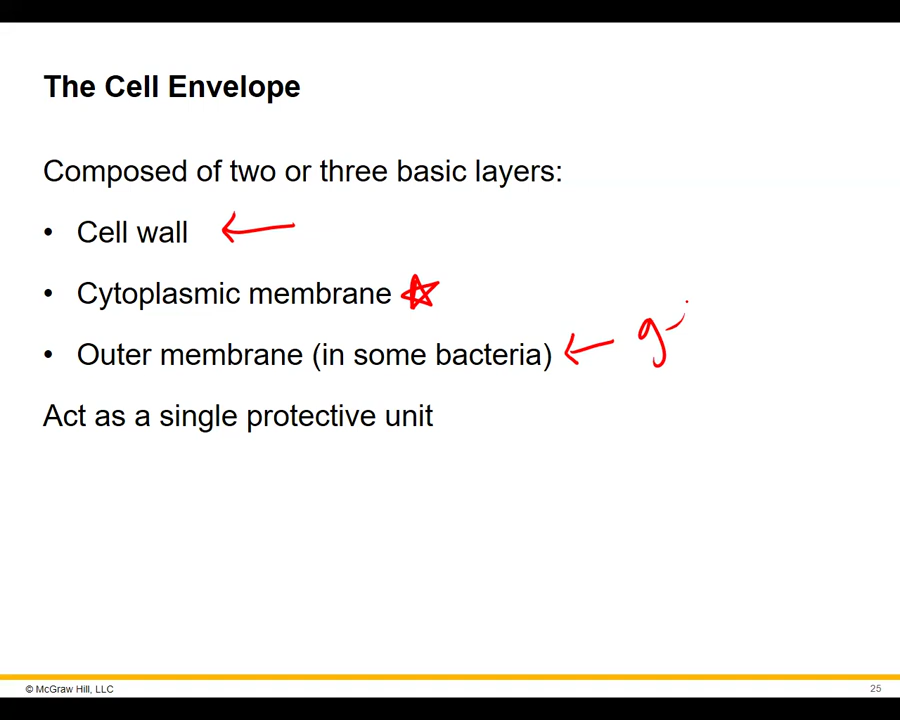 The Cell Envelope
Composed of two or three basic layers:
• Cell wall
• Cytoplasmic membrane
• Outer membrane (in some bacteria)
g-
Act as a single protective unit
© McGraw Hill, LLC
25